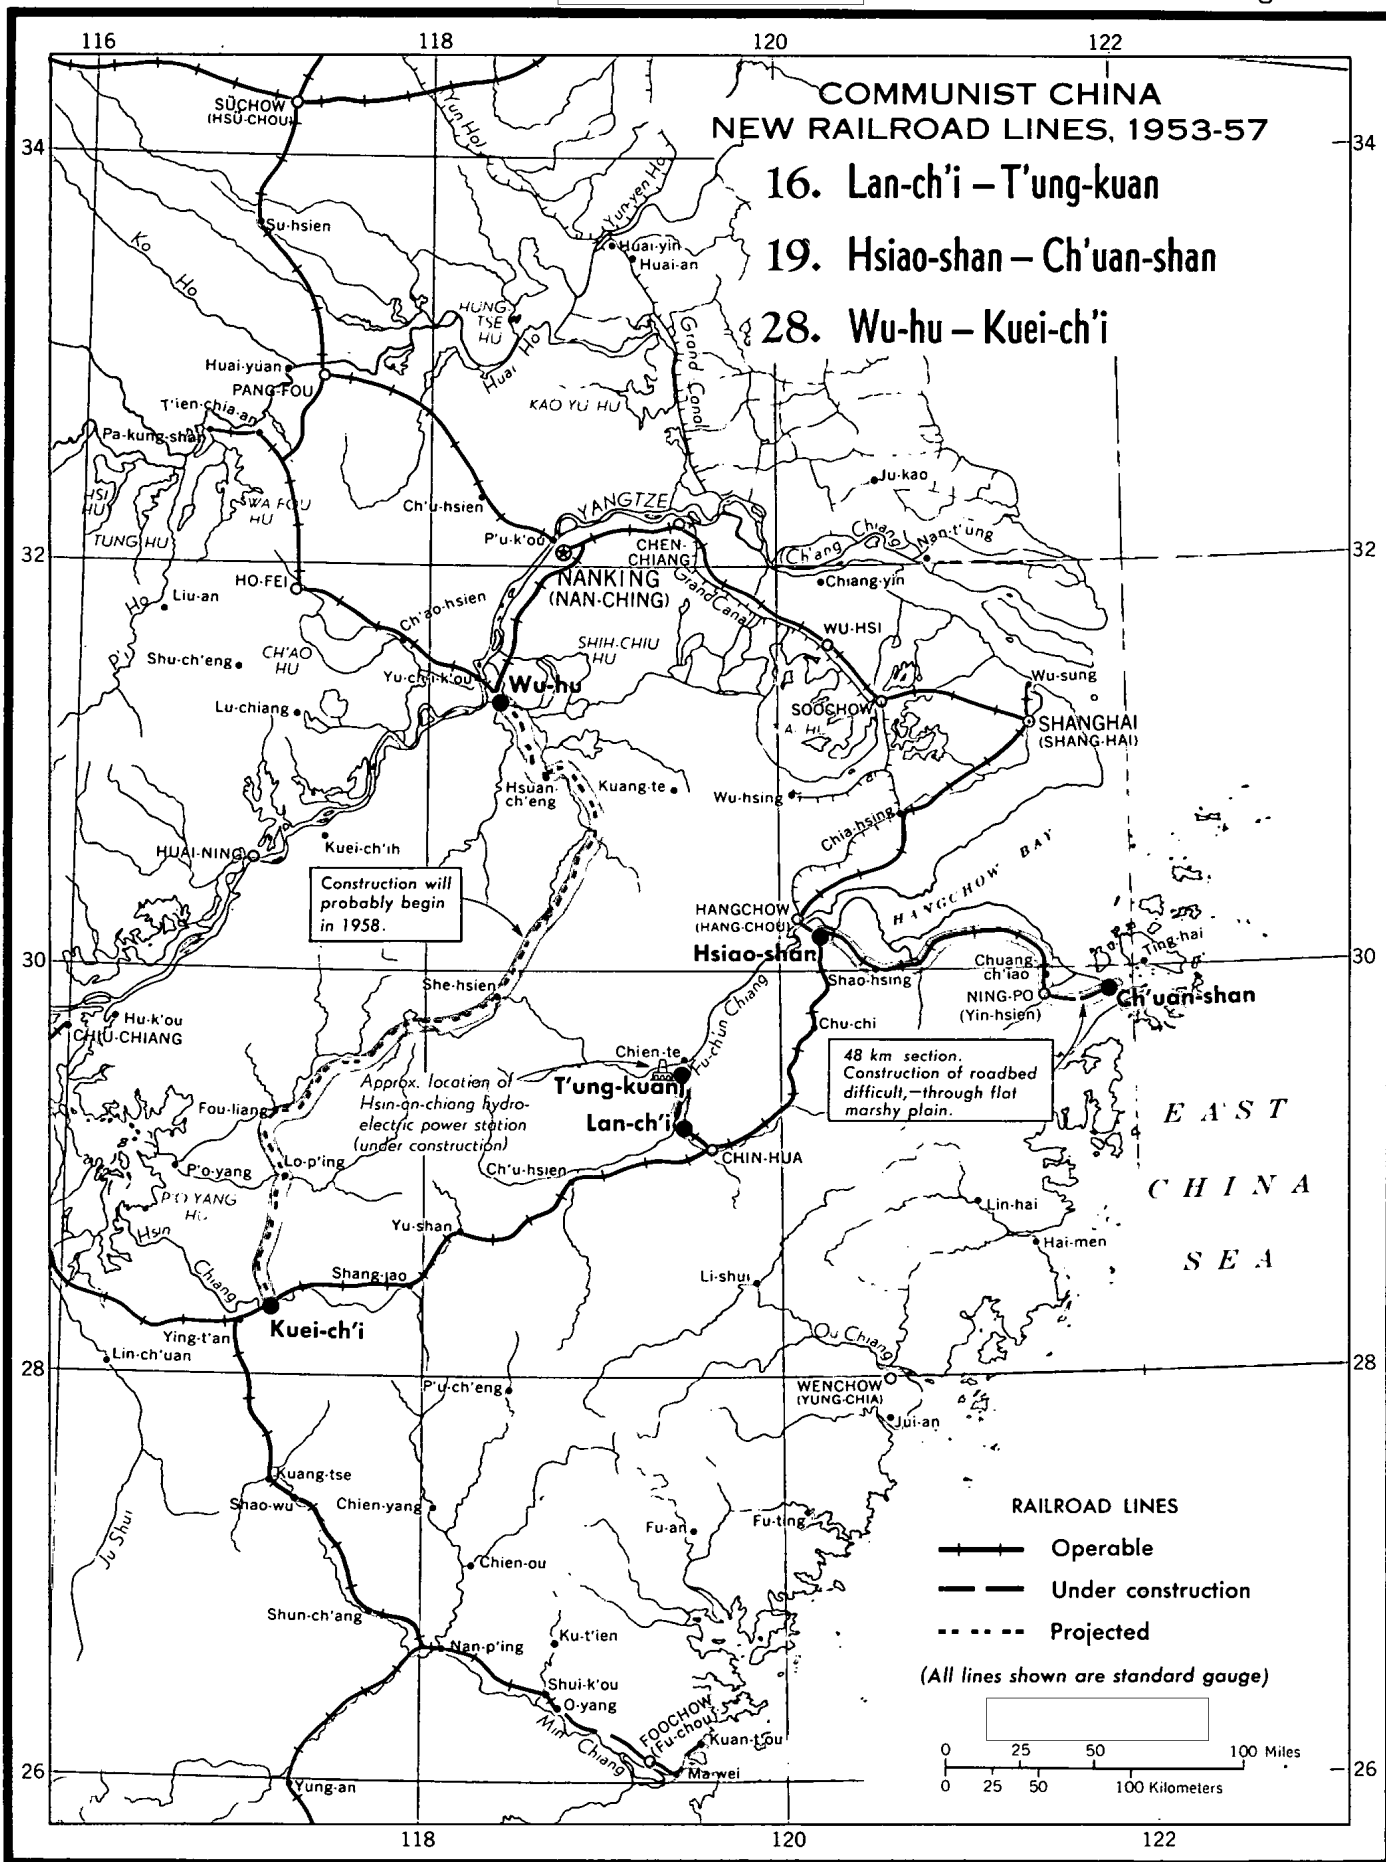 116
118
120
122
COMMUNIST CHINA
NEW RAILROAD LINES, 1953-57
16. Lan-ch'i – T'ung-kuan
19. Hsiao-shan – Ch'uan-shan
28. Wu-hu – Kuei-ch'i
SÜCHOW
(HSÜ-CHOU)
Yun Ho
34
34
Yun-yen Ho
Su-hsien
Huai-yin
Huai-an
Ko
Ho
HUNG
TSE
HU
Huai Ho
Grand Canal
Huai-yüan
PANG-FOU
KAO YU HU
T'ien-chia-an
Pa-kung-shan
Ju-kao
HSI
HU
WA FOU
HU
Ch'u-hsien
YANGTZE
TUNG HU
P'u-k'ou
CHEN-
CHIANG
(Ch'ang Chiang)
Nan-t'ung
32
32
NANKING
(NAN-CHING)
Grand Canal
Chiang-yin
HO-FEI
Liu-an
Ho
P'i
Ch'ao-hsien
WU-HSI
SHIH-CHIU
HU
Shu-ch'eng
CH'AO
HU
Yu-ch'i-k'ou
Wu-hu
Wu-sung
Lu-chiang
SOOCHOW
SHANGHAI
(SHANG-HAI)
Hsuan-
ch'eng
Kuang-te
Wu-hsing
Chia-hsing
HUAI-NING
Kuei-ch'ih
HANGCHOW BAY
Construction will
probably begin
in 1958.
HANGCHOW
(HANG-CHOU)
Hsiao-shan
Ting-hai
30
30
Shao-hsing
Chuang
ch'iao
She-hsien
NING-PO
(Yin-hsien)
Ch'uan-shan
Hu-k'ou
CHIU-CHIANG
Fu-ch'un Chiang
Chu-chi
Chien-te
48 km section.
Construction of roadbed
difficult,—through flat
marshy plain.
Approx. location of
Hsin-an-chiang hydro-
electric power station
(under construction)
T'ung-kuan
Fou-liang
Lan-ch'i
EAST
CHIN-HUA
P'o-yang
Lo-p'ing
Ch'u-hsien
CHINA
P'O YANG
HU
Lin-hai
Hsin
Chiang
Yu-shan
Hai-men
SEA
Shang-jao
Li-shui
Ying-t'an
Kuei-ch'i
Ou Chiang
Lin-ch'uan
28
28
P'u-ch'eng
WENCHOW
(YUNG-CHIA)
Jui-an
Kuang-tse
Shao-wu
Chien-yang
Fu-an
Fu-ting
RAILROAD LINES
Ju Shui
Operable
Chien-ou
Under construction
Shun-ch'ang
Projected
Nan-p'ing
Ku-t'ien
(All lines shown are standard gauge)
Shui-k'ou
O-yang
Min Chiang
FOOCHOW
(Fu-chou)
Kuan-t'ou
Ma-wei
0 25 50 100 Miles
0 25 50 100 Kilometers
26
26
Yung-an
118
120
122